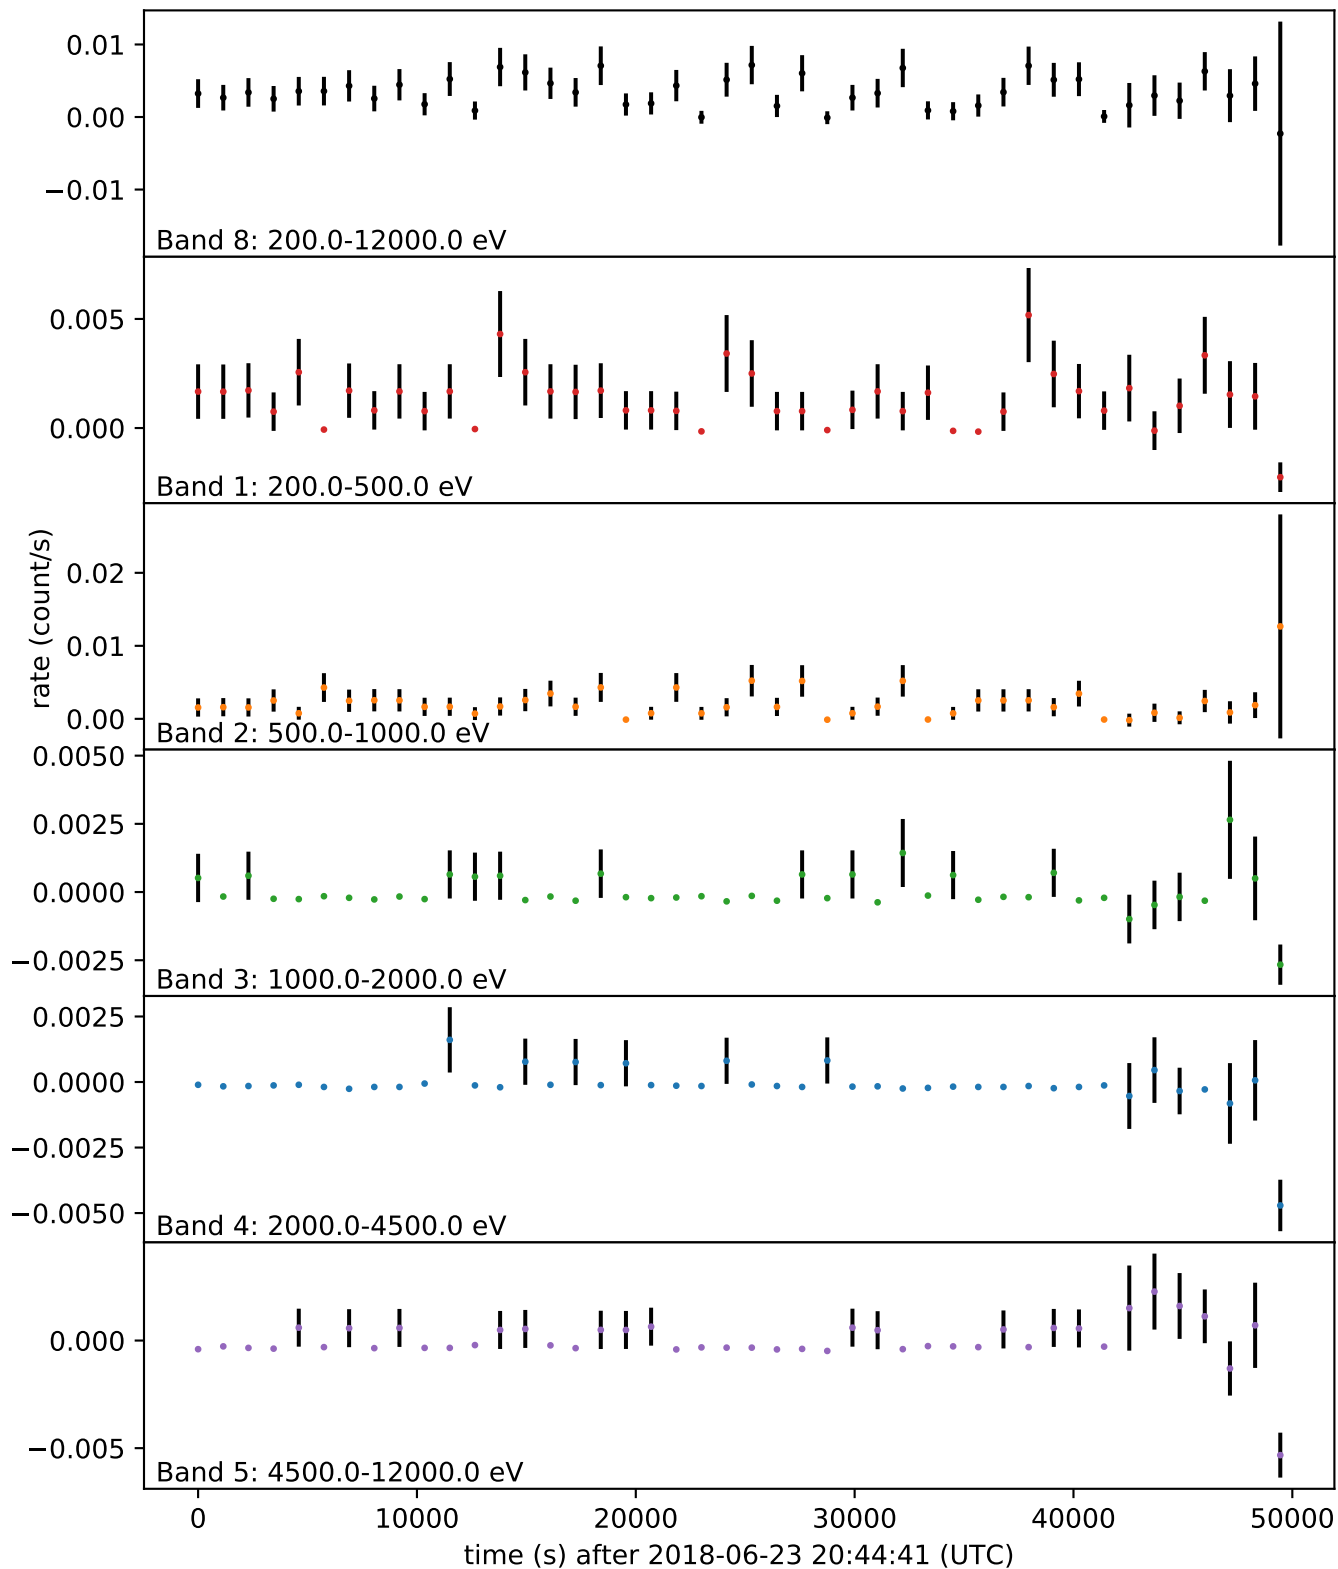 0.01
0.00
−0.01
Band 8: 200.0-12000.0 eV
0.005
0.000
Band 1: 200.0-500.0 eV
rate (count/s)
0.02
0.01
0.00
Band 2: 500.0-1000.0 eV
0.0050
0.0025
0.0000
−0.0025
Band 3: 1000.0-2000.0 eV
0.0025
0.0000
−0.0025
−0.0050
Band 4: 2000.0-4500.0 eV
0.000
−0.005
Band 5: 4500.0-12000.0 eV
0 10000 20000 30000 40000 50000
time (s) after 2018-06-23 20:44:41 (UTC)